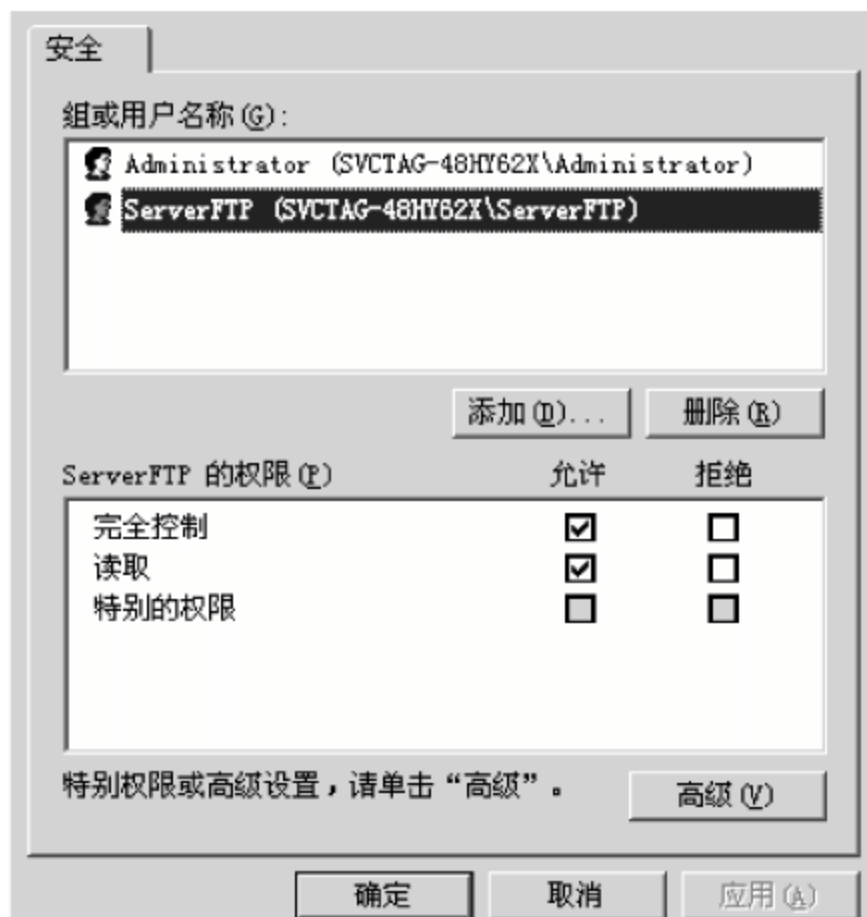 安全
组或用户名称(G):
Administrator (SVCTAG-48HY62X\Administrator)
ServerFTP (SVCTAG-48HY62X\ServerFTP)
添加(D)... 删除(R)
ServerFTP 的权限(P) 允许 拒绝
完全控制
读取
特别的权限
特别权限或高级设置，请单击“高级”。
高级(V)
确定 取消 应用(A)